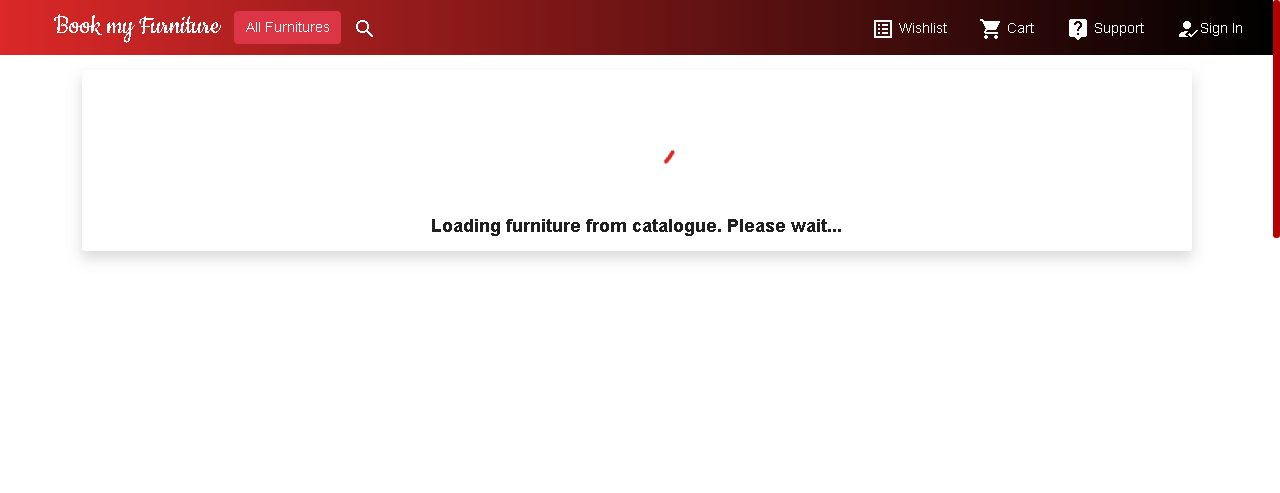 Book my Furniture All Furnitures Wishlist Cart Support Sign In
Loading furniture from catalogue. Please wait...